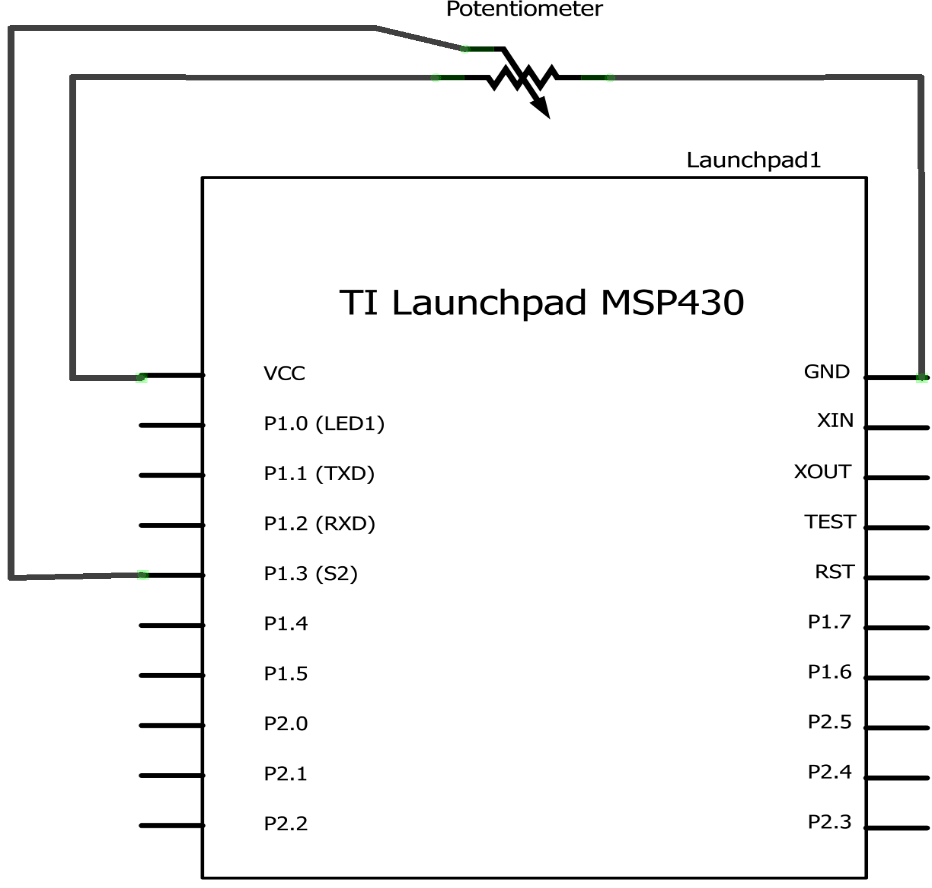 Potentiometer
Launchpad1
TI Launchpad MSP430
VCC
GND
P1.0 (LED1)
XIN
P1.1 (TXD)
XOUT
P1.2 (RXD)
TEST
P1.3 (S2)
RST
P1.4
P1.7
P1.5
P1.6
P2.0
P2.5
P2.1
P2.4
P2.2
P2.3